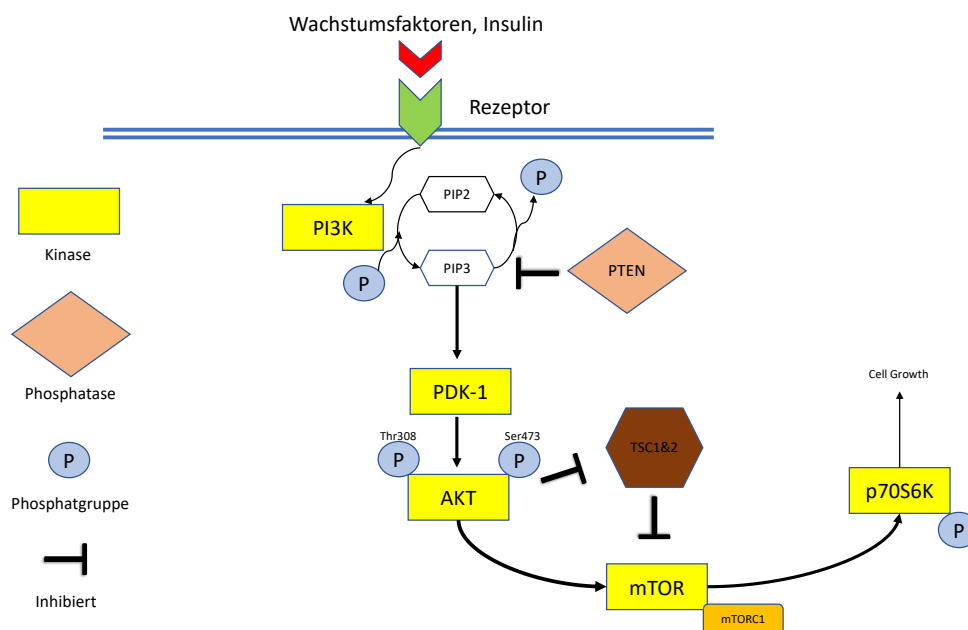 Wachstumsfaktoren, Insulin
Rezeptor
P
PIP2
PI3K
Kinase
PIP3
PTEN
P
Cell Growth
PDK-1
Phosphatase
Thr308
Ser473
P
P
P
TSC1&2
AKT
p70S6K
Phosphatgruppe
P
mTOR
Inhibiert
mTORC1